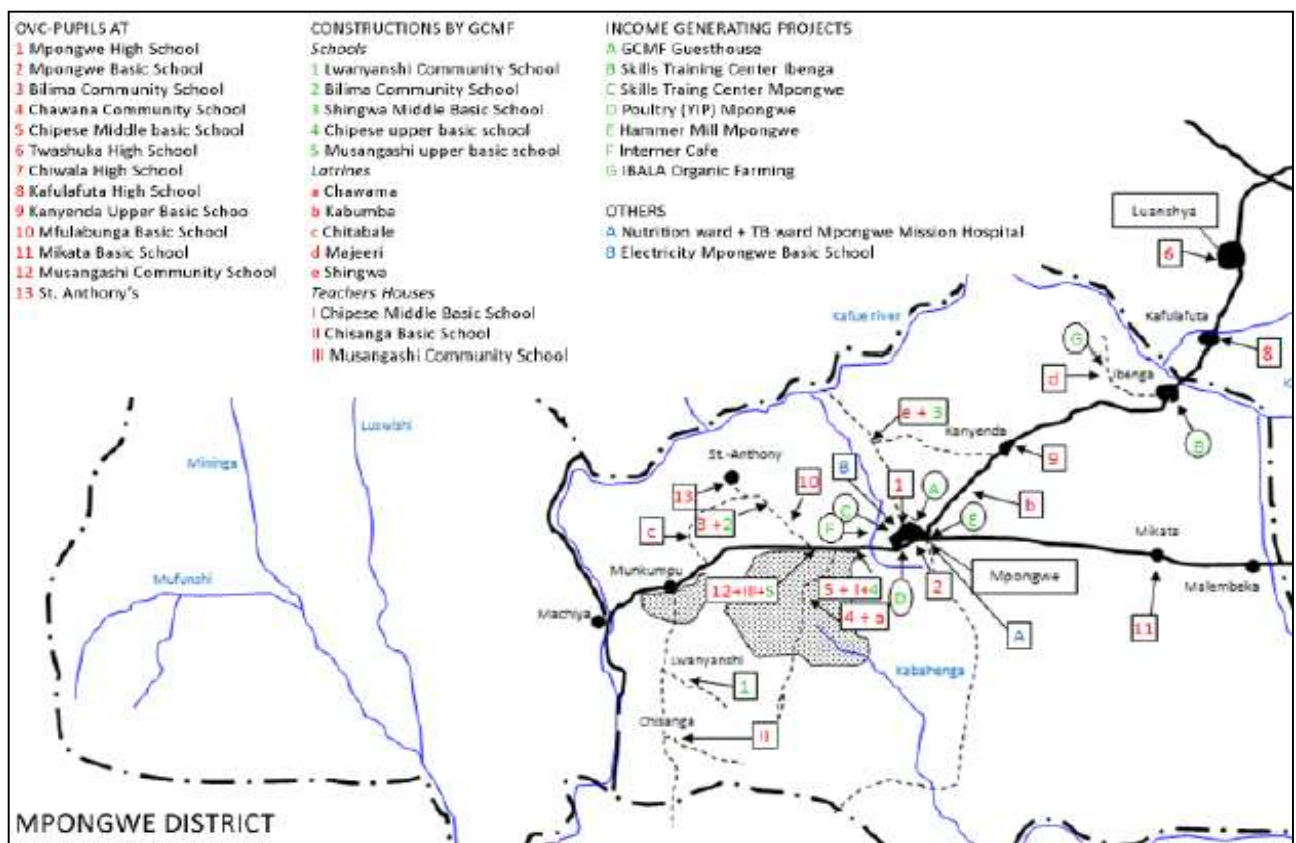 OVC-PUPILS AT
1 Mpongwe High School
2 Mpongwe Basic School
3 Bilima Community School
4 Chawana Community School
5 Chipese Middle basic School
6 Twashuka High School
7 Chiwala High School
8 Kafulafuta High School
9 Kanyenda Upper Basic Schoo
10 Mfulabunga Basic School
11 Mikata Basic School
12 Musangashi Community School
13 St. Anthony's
CONSTRUCTIONS BY GCMF
Schools
1 Lwanyanshi Community School
2 Bilima Community School
3 Shingwa Middle Basic School
4 Chipese upper basic school
5 Musangashi upper basic school
Latrines
a Chawama
b Kabumba
c Chitabale
d Majeeri
e Shingwa
Teachers Houses
I Chipese Middle Basic School
II Chisanga Basic School
III Musangashi Community School
INCOME GENERATING PROJECTS
A GCMF Guesthouse
B Skills Training Center Ibenga
C Skills Traing Center Mpongwe
D Poultry (YIP) Mpongwe
E Hammer Mill Mpongwe
F Interner Cafe
G IBALA Organic Farming
OTHERS
A Nutrition ward + TB ward Mpongwe Mission Hospital
B Electricity Mpongwe Basic School
Luanshya
6
Kafue river
Kafulafuta
8
G
Ibenga
d
B
e + 3
Kanyenda
9
Luswishi
Mininga
St.-Anthony
13
10
B
1
A
b
3 + 2
C
F
E
c
Mikata
Munkumpu
12+III+5
5 + I+4
D
2
Mpongwe
Malembeka
Mufunshi
Machiya
4 + a
A
11
Lwanyanshi
1
Kabahenga
Chisanga
II
MPONGWE DISTRICT